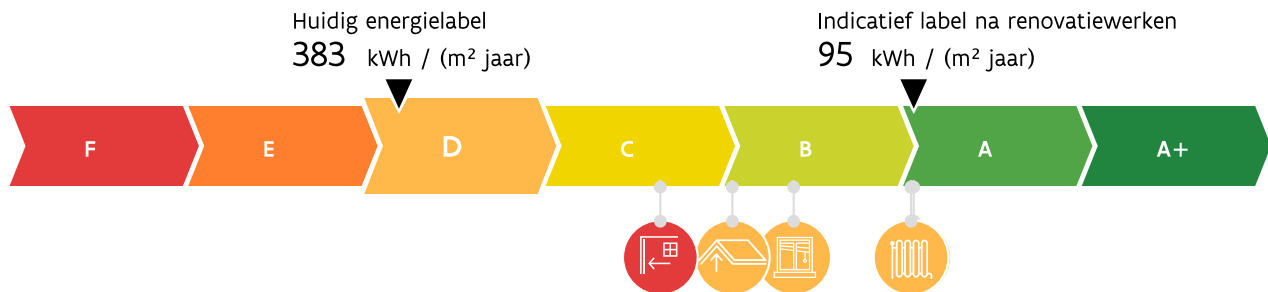 Huidig energielabel
383 kWh / (m² jaar)
Indicatief label na renovatiewerken
95 kWh / (m² jaar)
F E D C B A A+